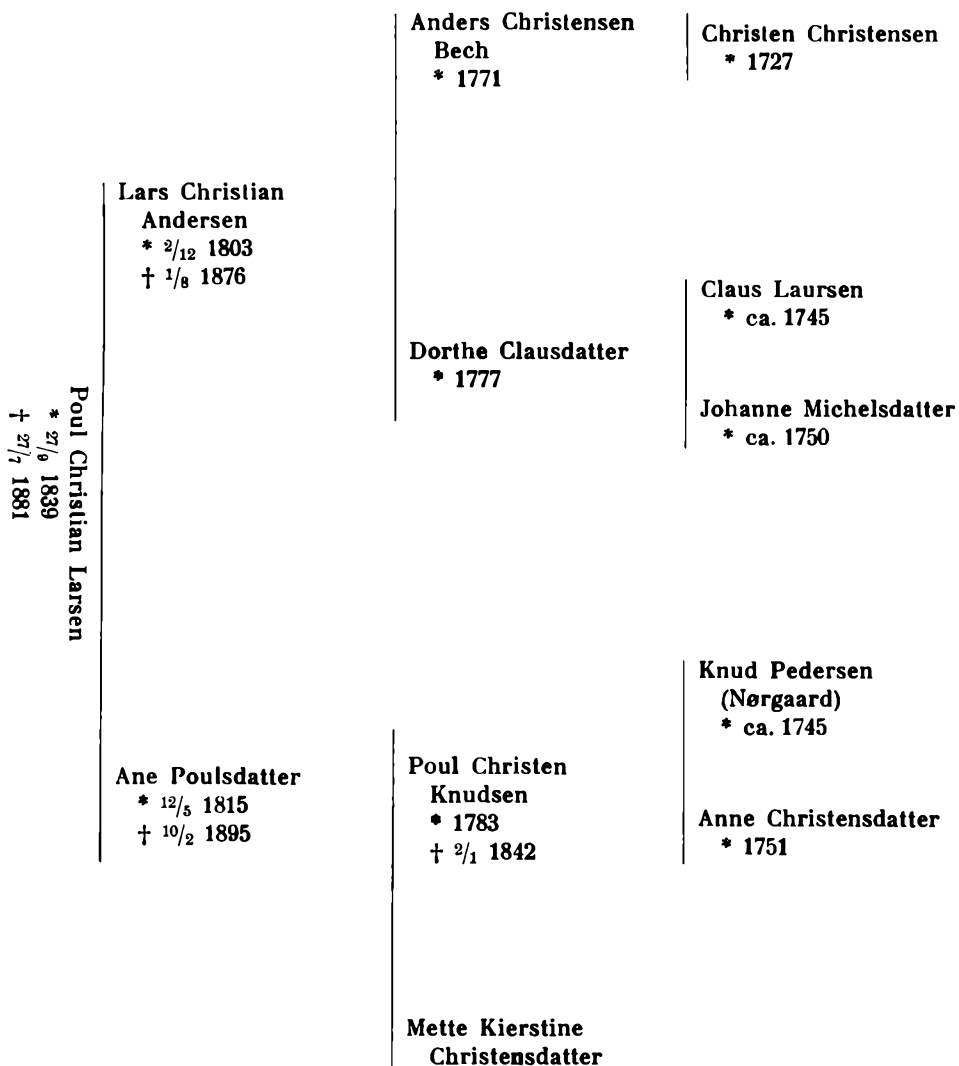 Anders Christensen
Bech
* 1771
Christen Christensen
* 1727
Lars Christian
Andersen
* 2/12 1803
† 1/8 1876
Claus Laursen
* ca. 1745
Dorthe Clausdatter
* 1777
Johanne Michelsdatter
* ca. 1750
Poul Christian Larsen
* 27/9 1839
† 27/7 1881
Knud Pedersen
(Nørgaard)
* ca. 1745
Ane Poulsdatter
* 12/5 1815
† 10/2 1895
Poul Christen
Knudsen
* 1783
† 2/1 1842
Anne Christensdatter
* 1751
Mette Kierstine
Christensdatter